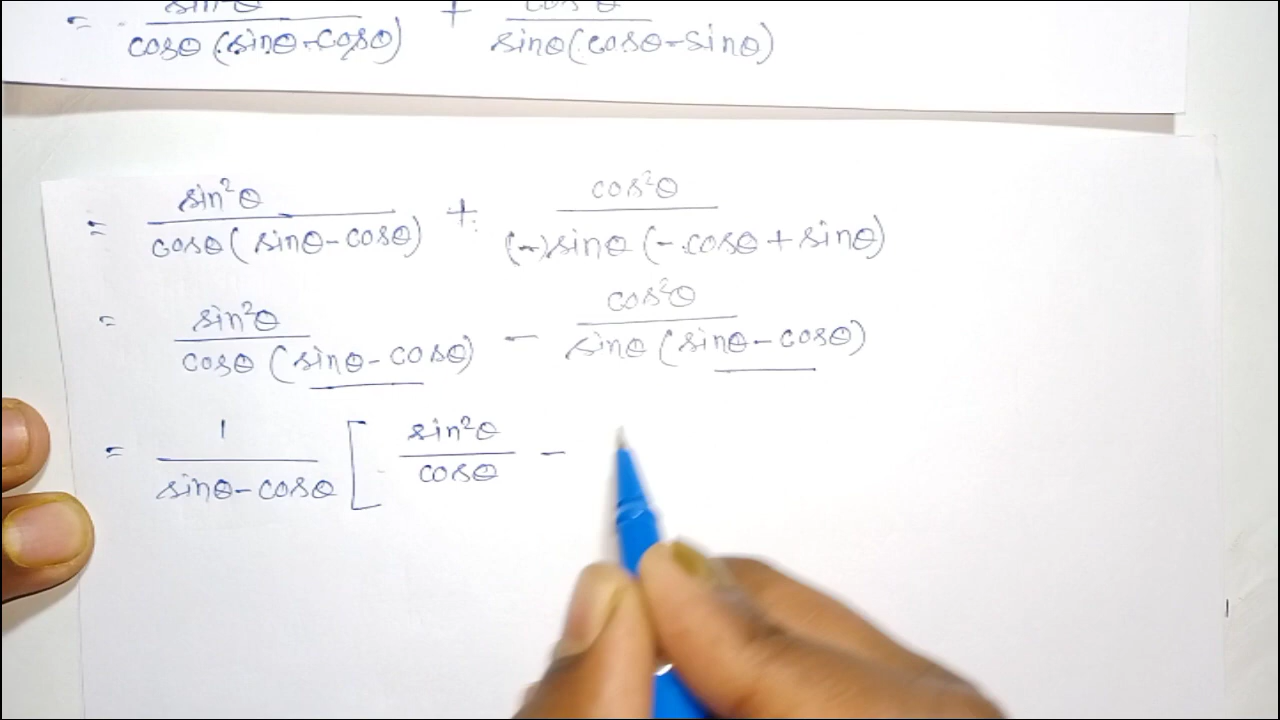 = sin²θ / cosθ (sinθ - cosθ) + cos²θ / sinθ (cosθ - sinθ)
= sin²θ / cosθ (sinθ - cosθ) + cos²θ / (-) sinθ (- cosθ + sinθ)
= sin²θ / cosθ (sinθ - cosθ) - cos²θ / sinθ (sinθ - cosθ)
= 1 / sinθ - cosθ [ sin²θ / cosθ -